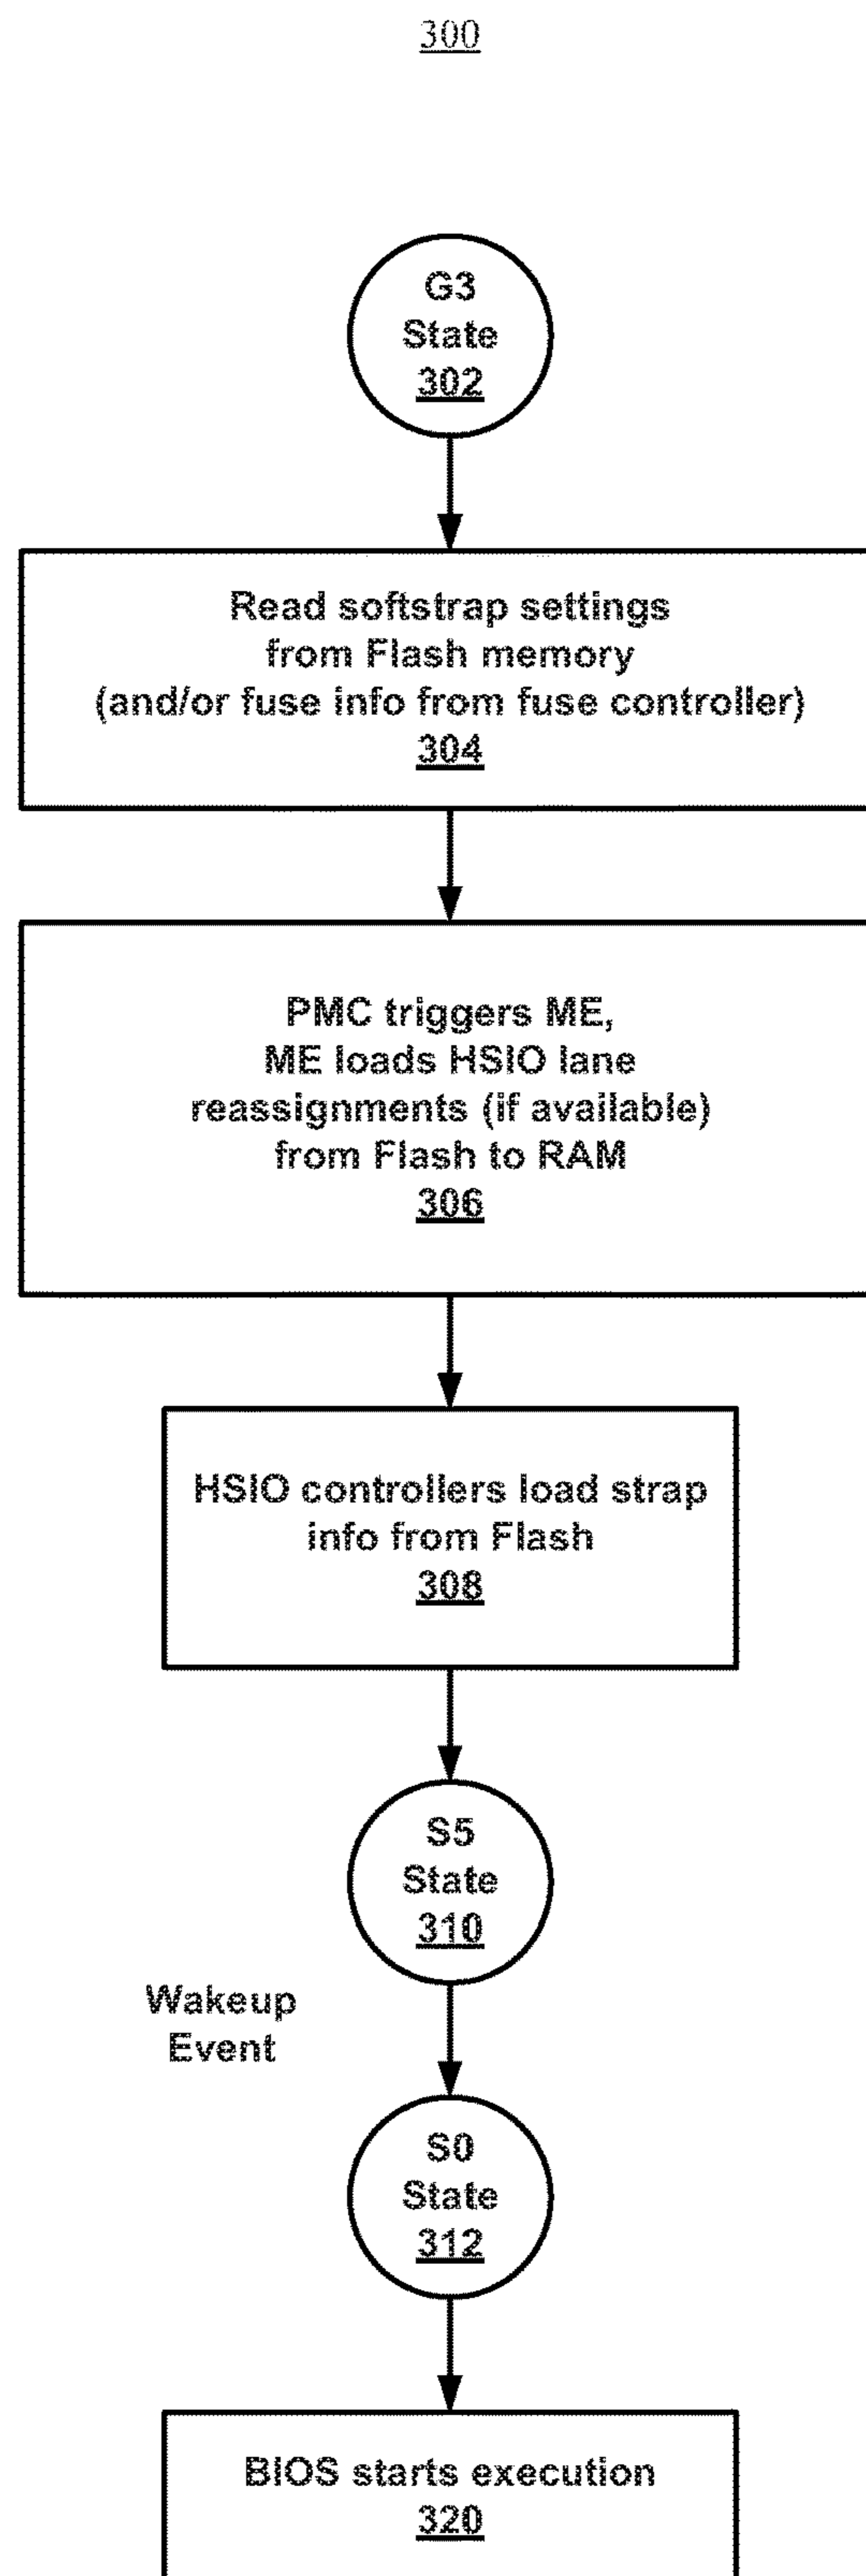 300
G3
State
302
Read softstrap settings
from Flash memory
(and/or fuse info from fuse controller)
304
PMC triggers ME,
ME loads HSIO lane
reassignments (if available)
from Flash to RAM
306
HSIO controllers load strap
info from Flash
308
S5
State
310
Wakeup
Event
S0
State
312
BIOS starts execution
320